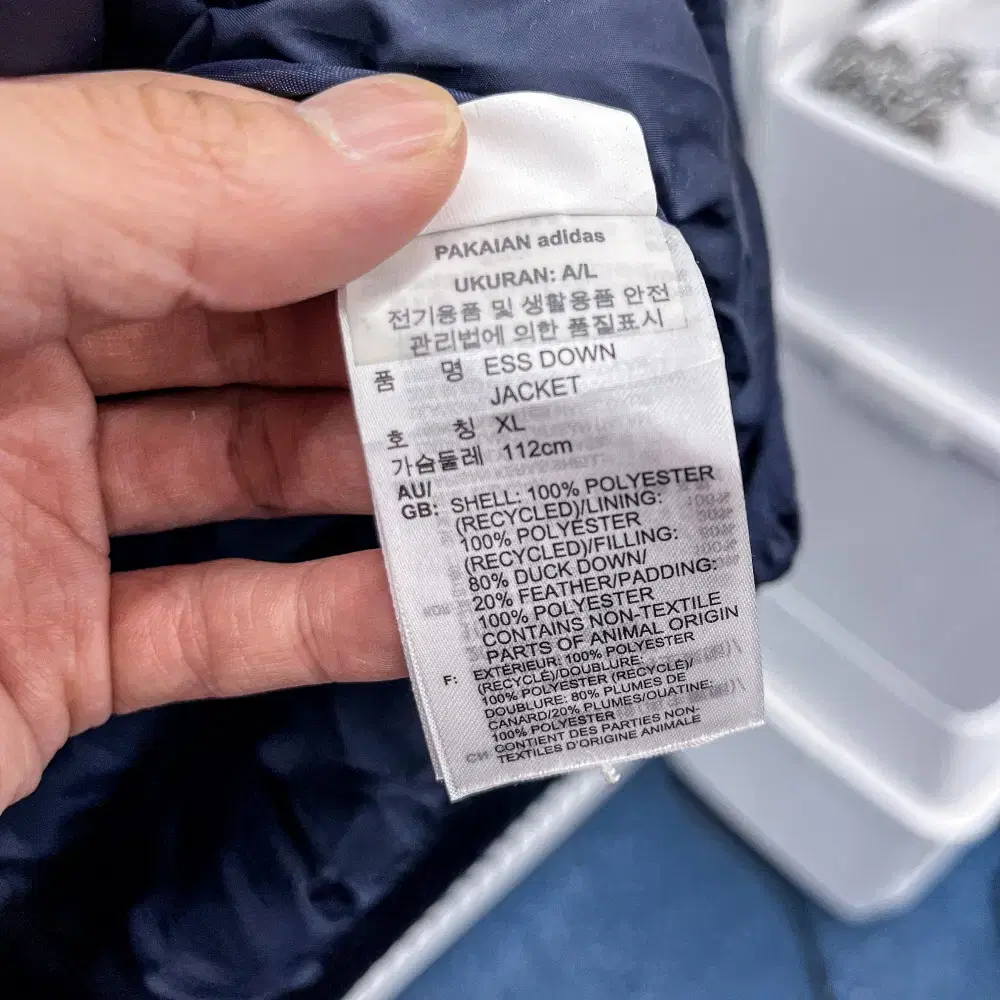 PAKAIAN adidas
UKURAN: A/L
전기용품 및 생활용품 안전
관리법에 의한 품질표시
품 명 ESS DOWN
JACKET
호 칭 XL
가슴둘레 112cm
AU/
GB: SHELL: 100% POLYESTER
(RECYCLED)/LINING:
100% POLYESTER
(RECYCLED)/FILLING:
80% DUCK DOWN/
20% FEATHER/PADDING:
100% POLYESTER
CONTAINS NON-TEXTILE
PARTS OF ANIMAL ORIGIN
F: EXTÉRIEUR: 100% POLYESTER
(RECYCLÉ)/DOUBLURE:
100% POLYESTER (RECYCLÉ)/
DOUBLURE: 80% PLUMES DE
CANARD/20% PLUMES/OUATINE:
100% POLYESTER
CONTIENT DES PARTIES NON-
TEXTILES D'ORIGINE ANIMALE